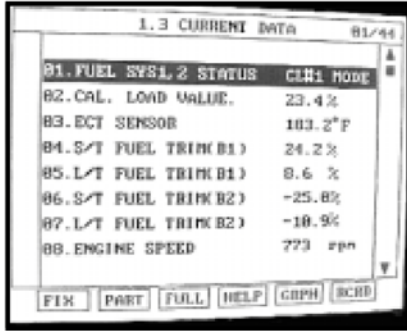 1.3 CURRENT DATA 01/44
01.FUEL SYS1,2 STATUS CL#1 MODE
02.CAL. LOAD VALUE. 23.4%
03.ECT SENSOR 183.2°F
04.S/T FUEL TRIM(B1) 24.2%
05.L/T FUEL TRIM(B1) 8.6 %
06.S/T FUEL TRIM(B2) -25.0%
07.L/T FUEL TRIM(B2) -10.9%
08.ENGINE SPEED 773 rpm
FIX PART FULL HELP GRPH RCRD